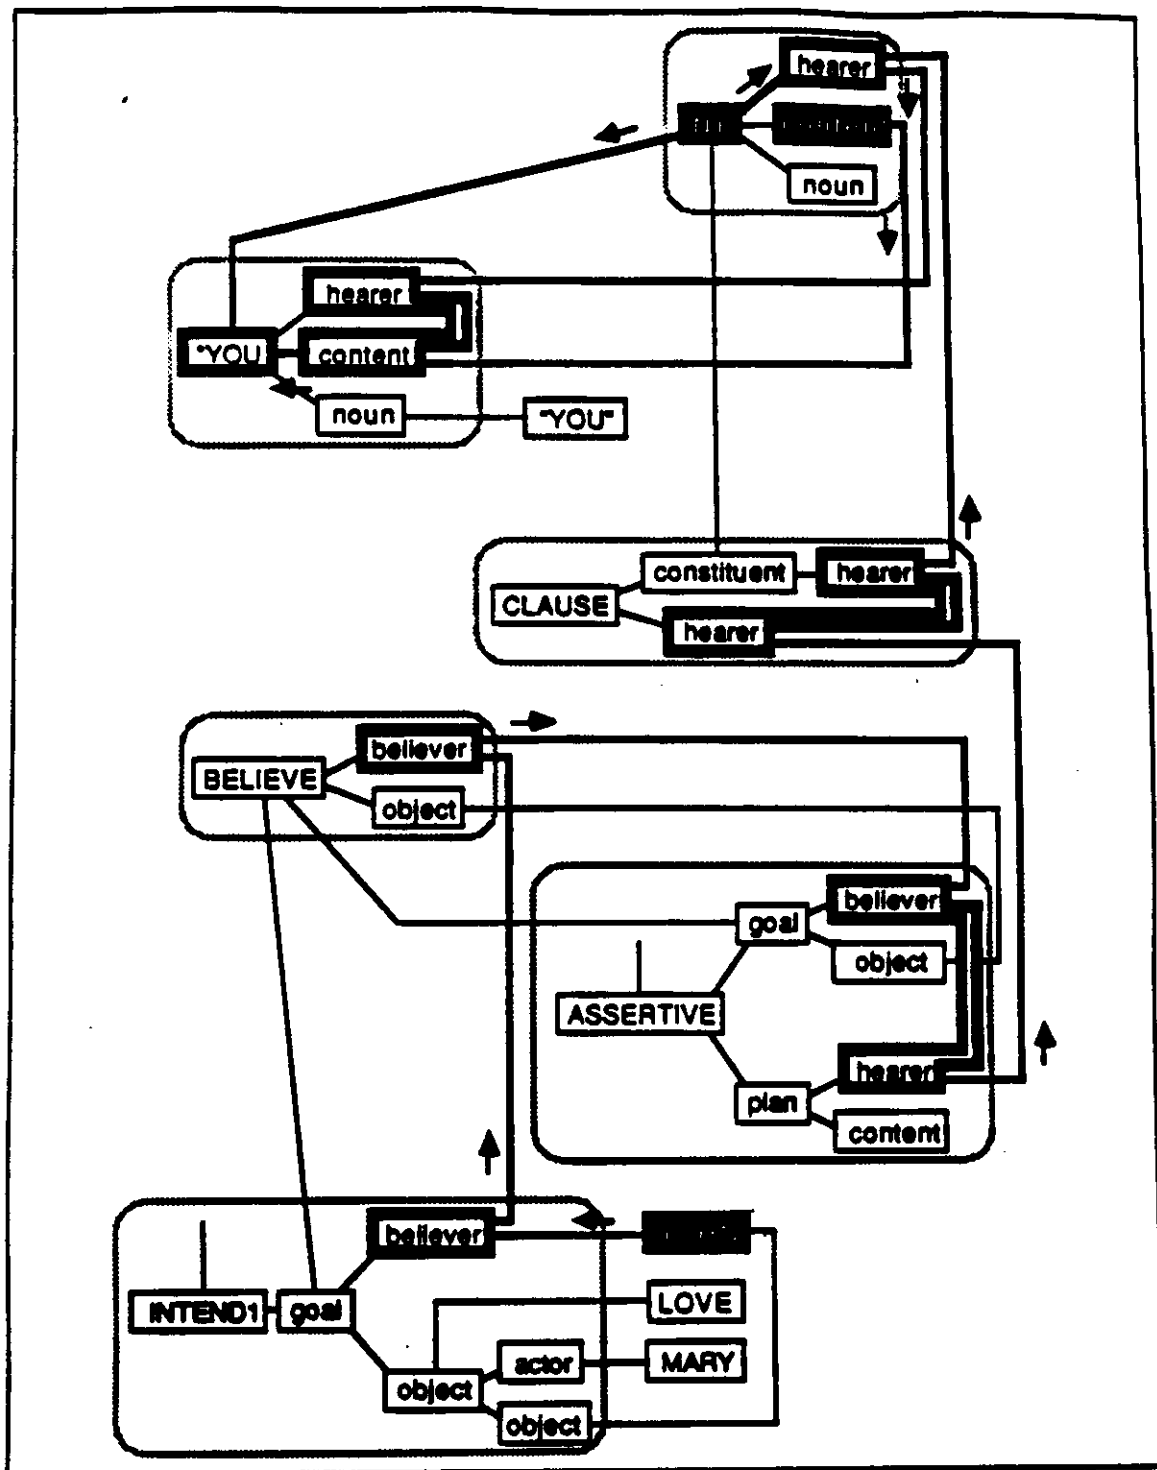 hearer
noun
hearer
"YOU
content
noun
"YOU"
constituent
hearer
CLAUSE
hearer
believer
BELIEVE
object
believer
goal
object
ASSERTIVE
hearer
plan
content
believer
INTEND1
goal
LOVE
actor
MARY
object
object